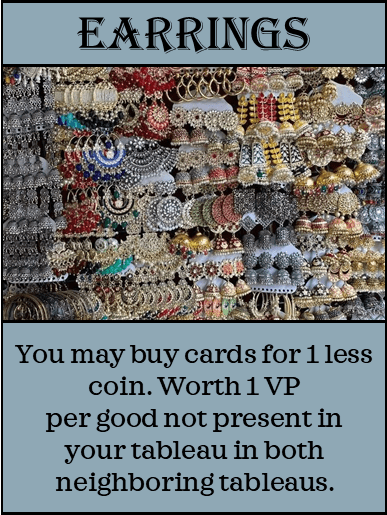 EARRINGS
You may buy cards for 1 less
coin. Worth 1 VP
per good not present in
your tableau in both
neighboring tableaus.